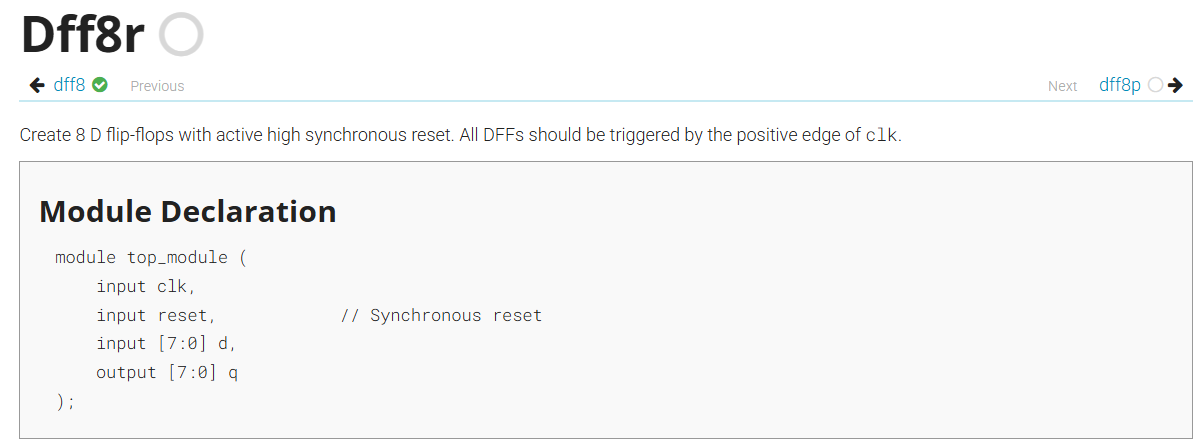 Dff8r
dff8 Previous Next dff8p
Create 8 D flip-flops with active high synchronous reset. All DFFs should be triggered by the positive edge of clk.
Module Declaration
module top_module (
    input clk,
    input reset,            // Synchronous reset
    input [7:0] d,
    output [7:0] q
);